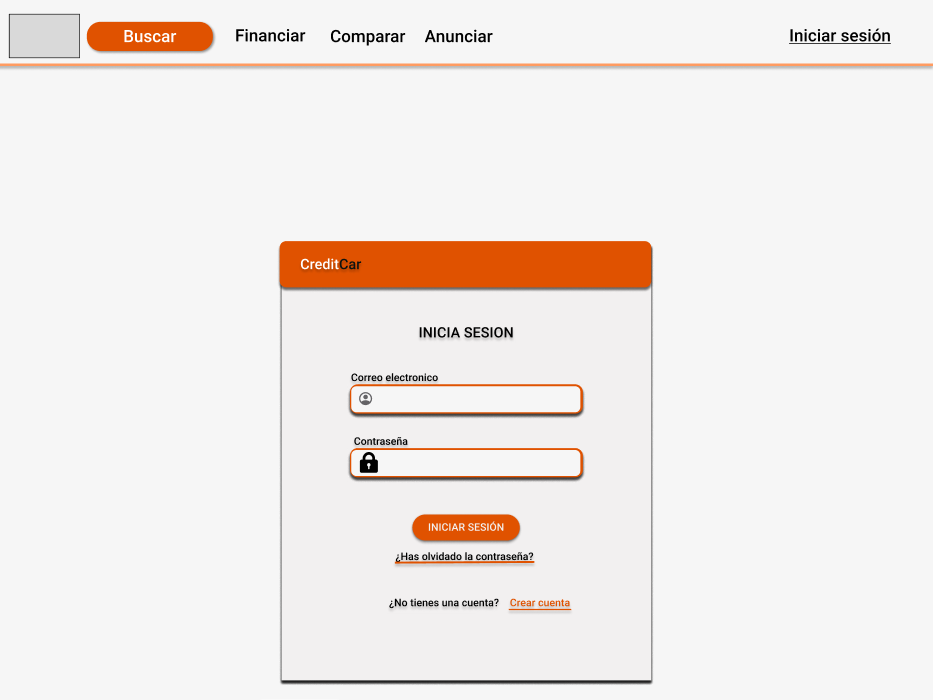 Buscar Financiar Comparar Anunciar Iniciar sesión
CreditCar
INICIA SESION
Correo electronico
Contraseña
INICIAR SESIÓN
¿Has olvidado la contraseña?
¿No tienes una cuenta? Crear cuenta